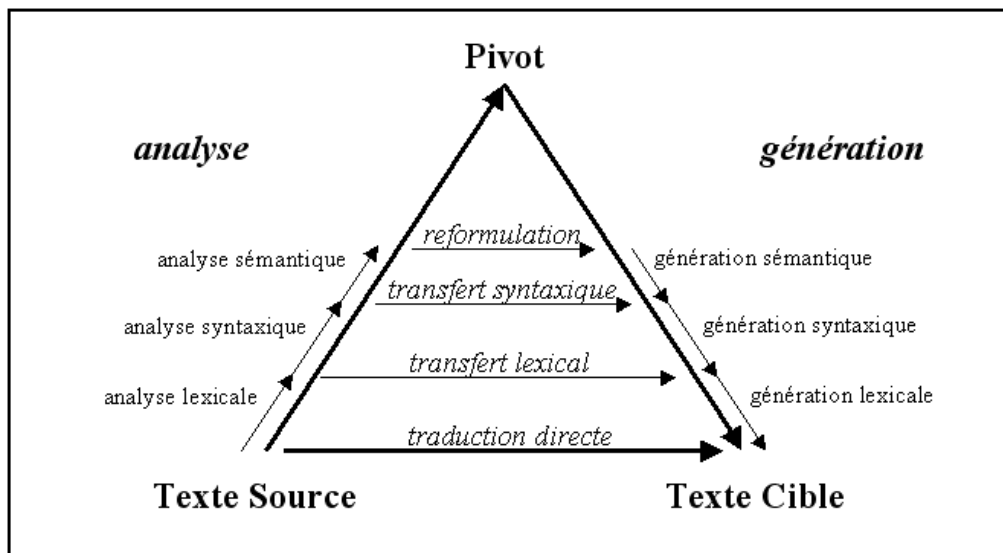 Pivot
analyse
génération
reformulation
analyse sémantique
génération sémantique
transfert syntaxique
analyse syntaxique
génération syntaxique
transfert lexical
analyse lexicale
génération lexicale
traduction directe
Texte Source
Texte Cible